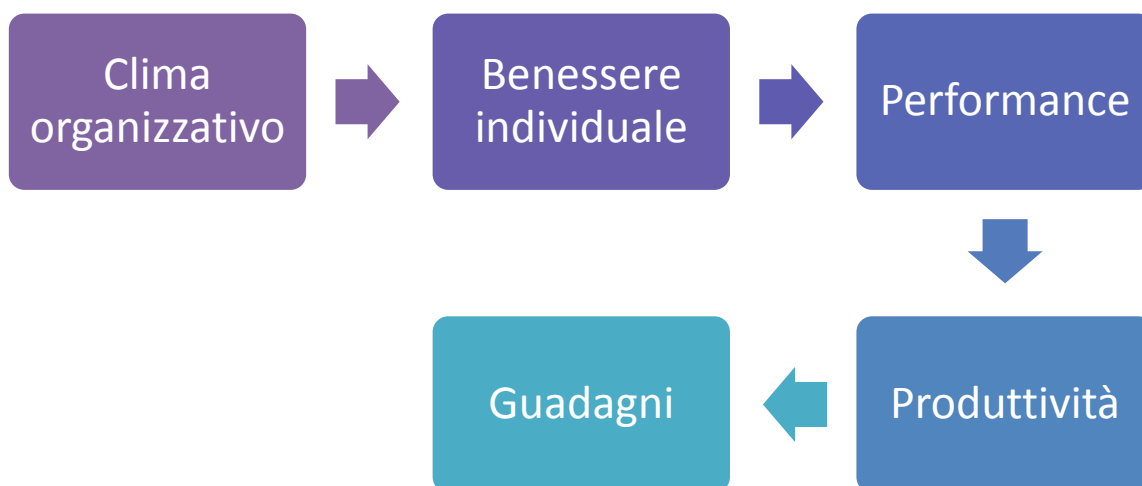 Clima
organizzativo
Benessere
individuale
Performance
Produttività
Guadagni